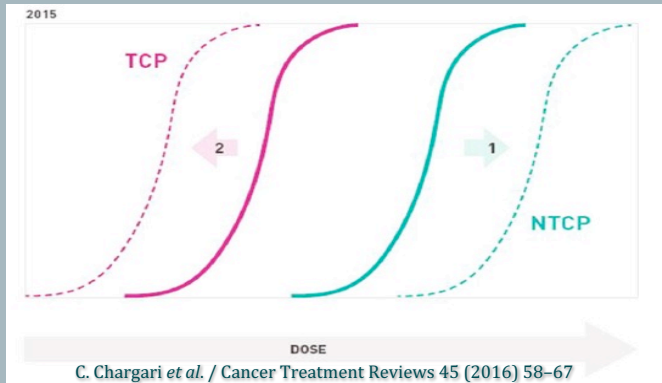 2015
TCP
2
1
NTCP
DOSE
C. Chargari et al. / Cancer Treatment Reviews 45 (2016) 58–67